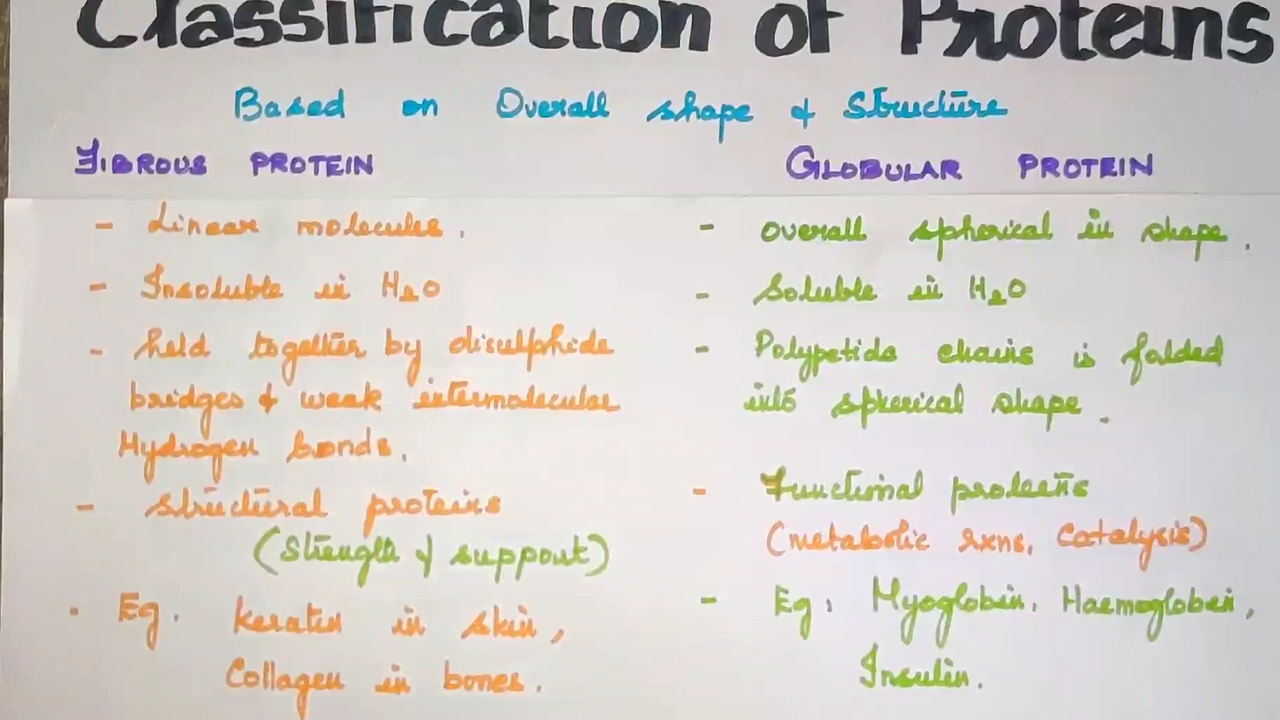 Classification of Proteins
Based on Overall shape & Structure
FIBROUS PROTEIN
- Linear molecules.
- Insoluble in H2O
- held together by disulphide
bridges & weak intermolecular
Hydrogen bonds.
- structural proteins
(Strength & support)
- Eg. keratin in skin,
Collagen in bones.
GLOBULAR PROTEIN
- overall spherical in shape.
- Soluble in H2O
- Polypetide chains is folded
into spherical shape.
- Functional proteins
(metabolic rxns, Catalysis)
- Eg: Myoglobin, Haemoglobin,
Insulin.